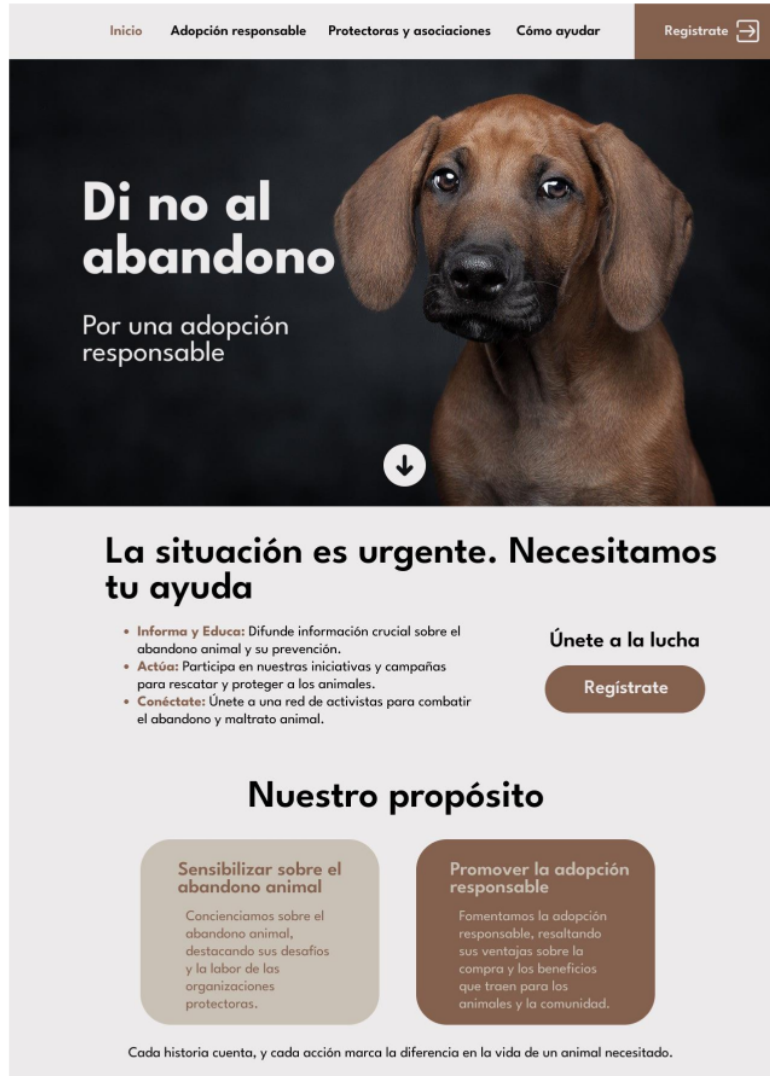 Inicio
Adopción responsable
Protectoras y asociaciones
Cómo ayudar
Registrate
Di no al
abandono
Por una adopción
responsable
La situación es urgente. Necesitamos
tu ayuda
• Informa y Educa: Difunde información crucial sobre el
abandono animal y su prevención.
• Actúa: Participa en nuestras iniciativas y campañas
para rescatar y proteger a los animales.
• Conéctate: Únete a una red de activistas para combatir
el abandono y maltrato animal.
Únete a la lucha
Regístrate
Nuestro propósito
Sensibilizar sobre el
abandono animal
Concienciamos sobre el
abandono animal,
destacando sus desafíos
y la labor de las
organizaciones
protectoras.
Promover la adopción
responsable
Fomentamos la adopción
responsable, resaltando
sus ventajas sobre la
compra y los beneficios
que traen para los
animales y la comunidad.
Cada historia cuenta, y cada acción marca la diferencia en la vida de un animal necesitado.